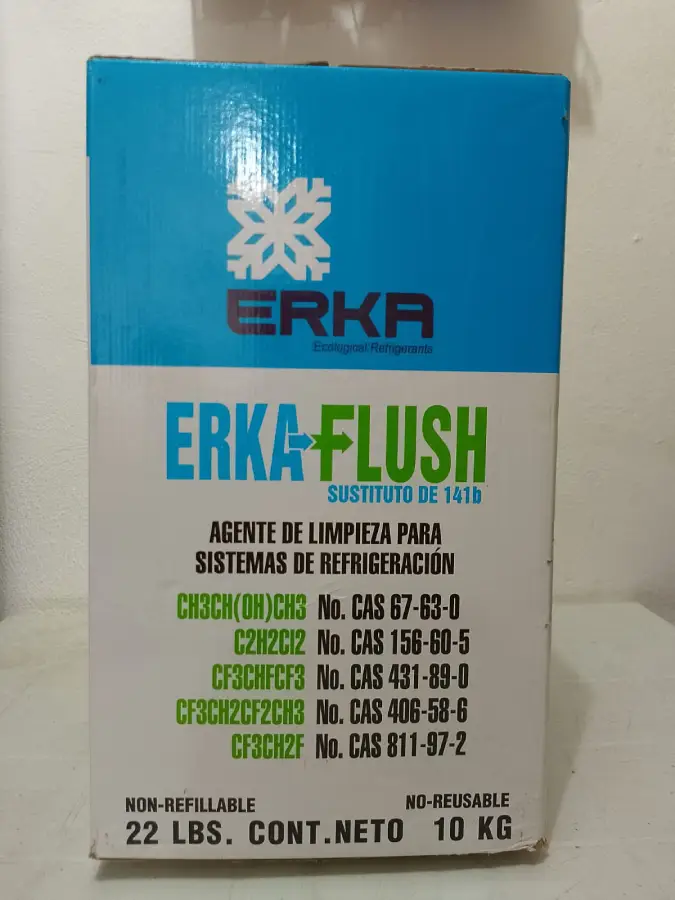 ERKA
Ecological Refrigerants
ERKA FLUSH
SUSTITUTO DE 141b
AGENTE DE LIMPIEZA PARA
SISTEMAS DE REFRIGERACIÓN
CH3CH(OH)CH3 No. CAS 67-63-0
C2H2Cl2 No. CAS 156-60-5
CF3CHFCF3 No. CAS 431-89-0
CF3CH2CF2CH3 No. CAS 406-58-6
CF3CH2F No. CAS 811-97-2
NON-REFILLABLE NO-REUSABLE
22 LBS. CONT.NETO 10 KG